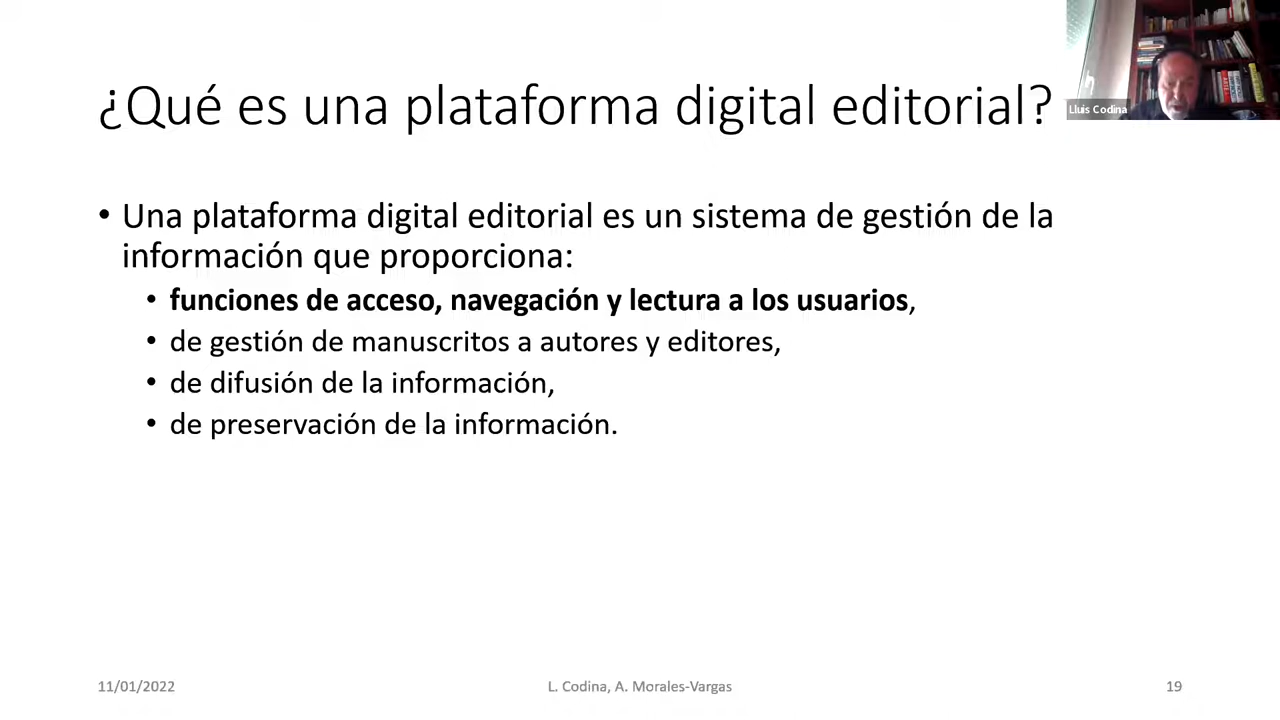 ¿Qué es una plataforma digital editorial?
Lluís Codina
• Una plataforma digital editorial es un sistema de gestión de la
información que proporciona:
• funciones de acceso, navegación y lectura a los usuarios,
• de gestión de manuscritos a autores y editores,
• de difusión de la información,
• de preservación de la información.
11/01/2022
L. Codina, A. Morales-Vargas
19